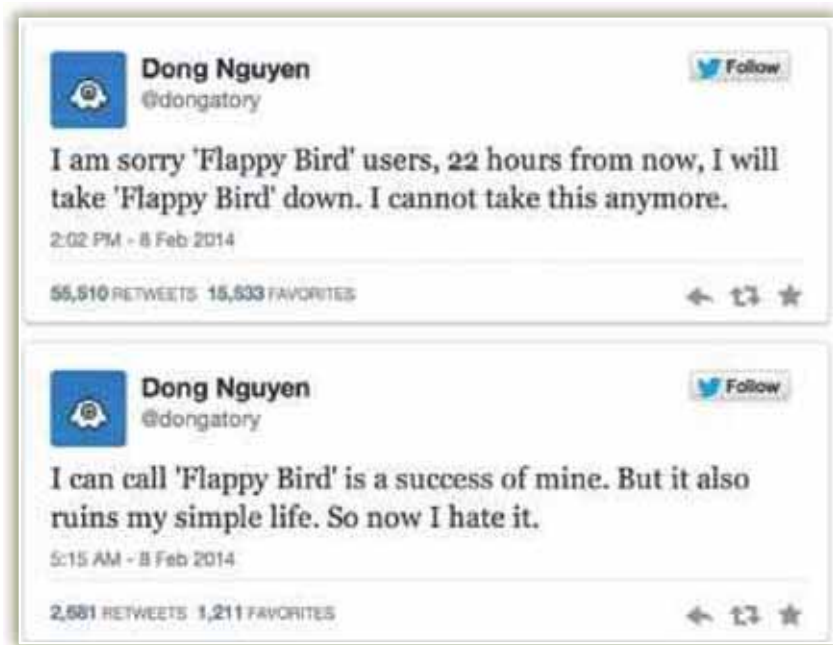 Dong Nguyen
@dongatory
Follow
I am sorry 'Flappy Bird' users, 22 hours from now, I will
take 'Flappy Bird' down. I cannot take this anymore.
2:02 PM - 8 Feb 2014
55,510 RETWEETS 15,533 FAVORITES
Dong Nguyen
@dongatory
Follow
I can call 'Flappy Bird' is a success of mine. But it also
ruins my simple life. So now I hate it.
5:15 AM - 8 Feb 2014
2,681 RETWEETS 1,211 FAVORITES